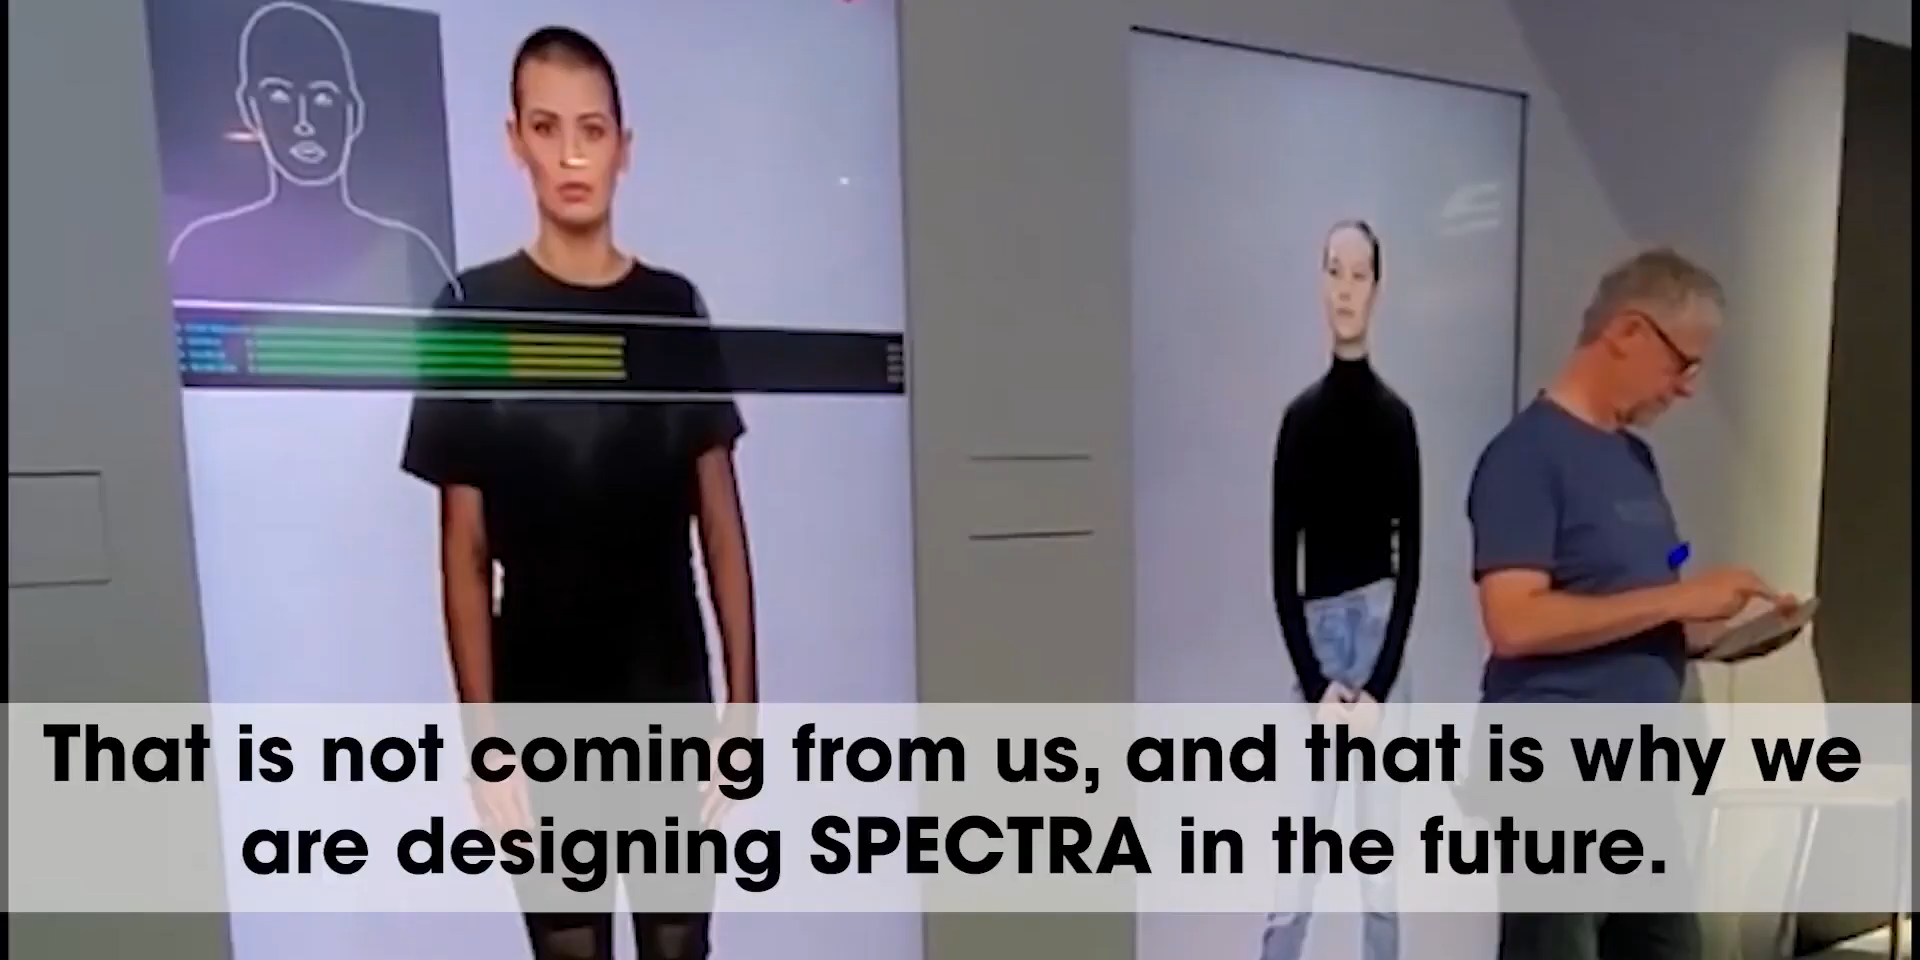 That is not coming from us, and that is why we
are designing SPECTRA in the future.